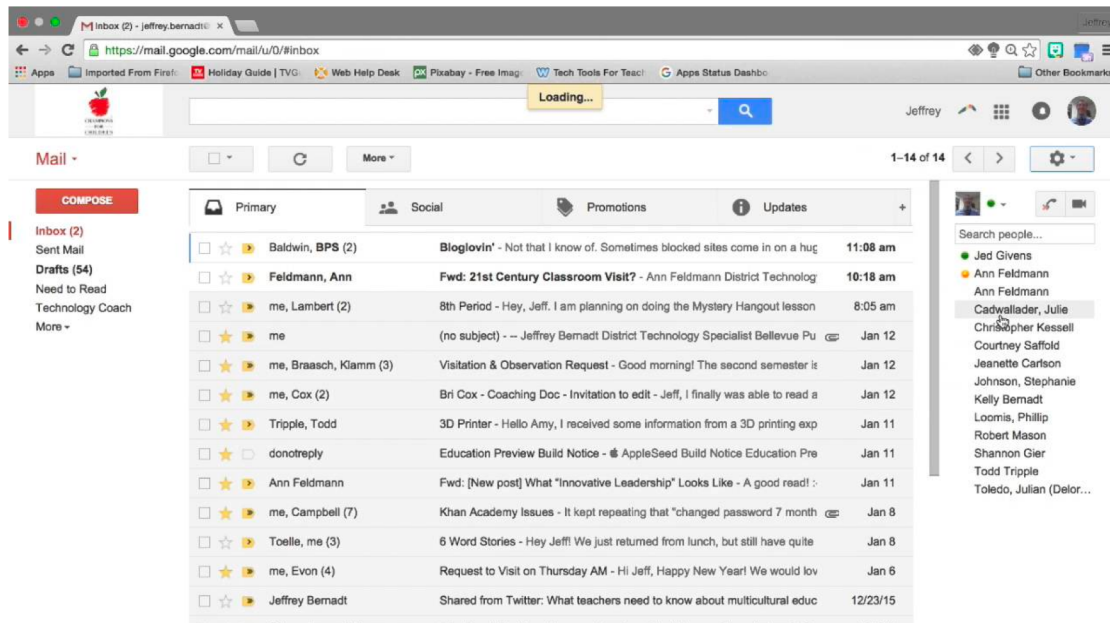 Inbox (2) - jeffrey.bernadt@ ×
Jeffrey
https://mail.google.com/mail/u/0/#inbox
Apps Imported From Firefo Holiday Guide | TVG Web Help Desk Pixabay - Free Image Tech Tools For Teach Apps Status Dashbo Other Bookmarks
CHAMPIONS
FOR
CHILDREN
Loading...
Jeffrey
Mail
More
1–14 of 14
COMPOSE
Inbox (2)
Sent Mail
Drafts (54)
Need to Read
Technology Coach
More
Primary Social Promotions Updates +
Baldwin, BPS (2) Bloglovin' - Not that I know of. Sometimes blocked sites come in on a hug 11:08 am
Feldmann, Ann Fwd: 21st Century Classroom Visit? - Ann Feldmann District Technolog 10:18 am
me, Lambert (2) 8th Period - Hey, Jeff. I am planning on doing the Mystery Hangout lesson 8:05 am
me (no subject) - -- Jeffrey Bernadt District Technology Specialist Bellevue Pu Jan 12
me, Braasch, Klamm (3) Visitation & Observation Request - Good morning! The second semester is Jan 12
me, Cox (2) Bri Cox - Coaching Doc - Invitation to edit - Jeff, I finally was able to read a Jan 12
Tripple, Todd 3D Printer - Hello Amy, I received some information from a 3D printing exp Jan 11
donotreply Education Preview Build Notice - AppleSeed Build Notice Education Pre Jan 11
Ann Feldmann Fwd: [New post] What "Innovative Leadership" Looks Like - A good read! :- Jan 11
me, Campbell (7) Khan Academy Issues - It kept repeating that "changed password 7 month Jan 8
Toelle, me (3) 6 Word Stories - Hey Jeff! We just returned from lunch, but still have quite Jan 8
me, Evon (4) Request to Visit on Thursday AM - Hi Jeff, Happy New Year! We would lov Jan 6
Jeffrey Bernadt Shared from Twitter: What teachers need to know about multicultural educ 12/23/15
Search people...
Jed Givens
Ann Feldmann
Ann Feldmann
Cadwallader, Julie
Christopher Kessell
Courtney Saffold
Jeanette Carlson
Johnson, Stephanie
Kelly Bernadt
Loomis, Phillip
Robert Mason
Shannon Gier
Todd Tripple
Toledo, Julian (Delor...